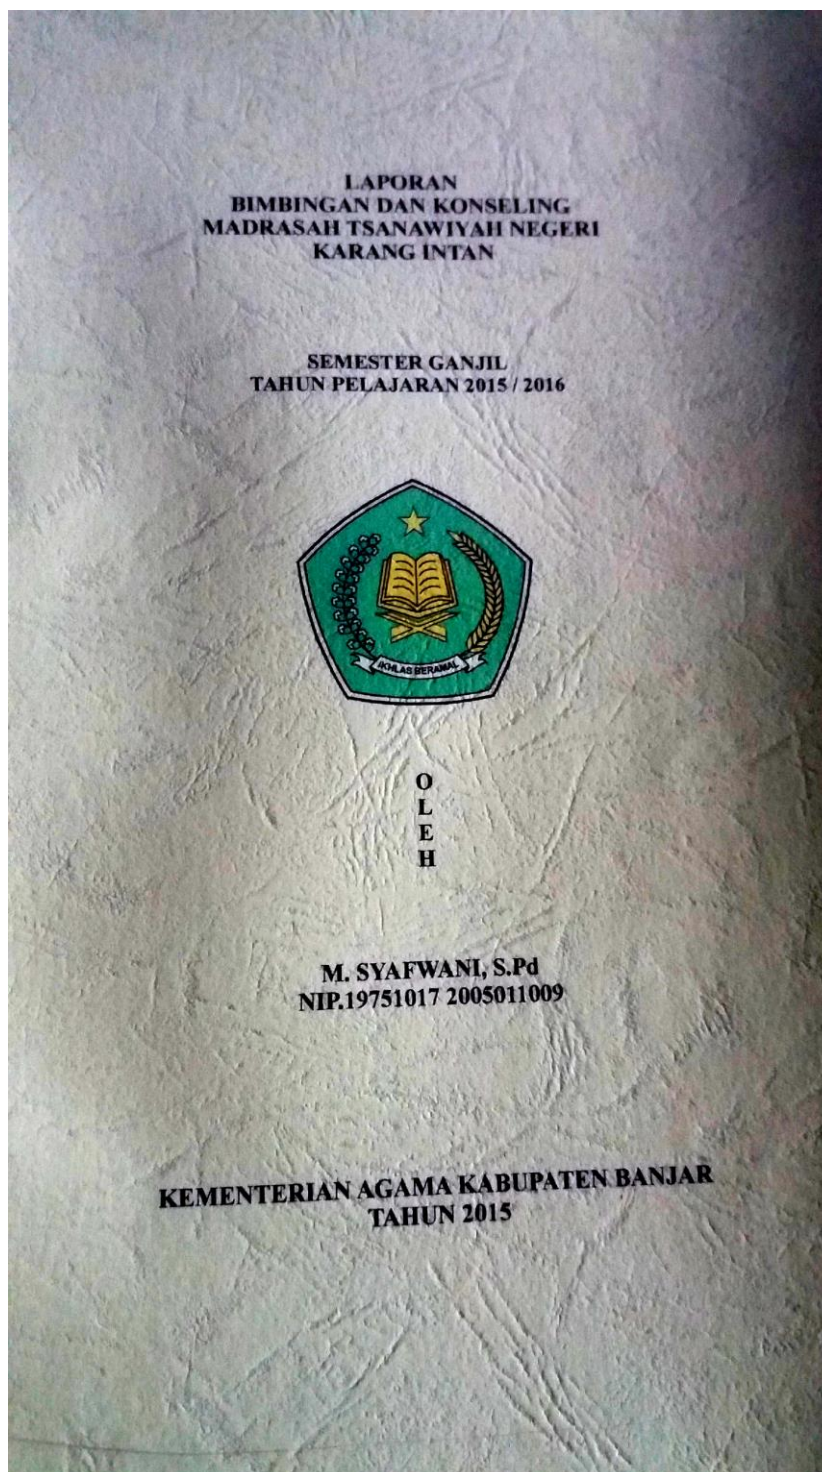 LAPORAN
BIMBINGAN DAN KONSELING
MADRASAH TSANAWIYAH NEGERI
KARANG INTAN
SEMESTER GANJIL
TAHUN PELAJARAN 2015 / 2016
IKHLAS BERAMAL
O
L
E
H
M. SYAFWANI, S.Pd
NIP.19751017 2005011009
KEMENTERIAN AGAMA KABUPATEN BANJAR
TAHUN 2015